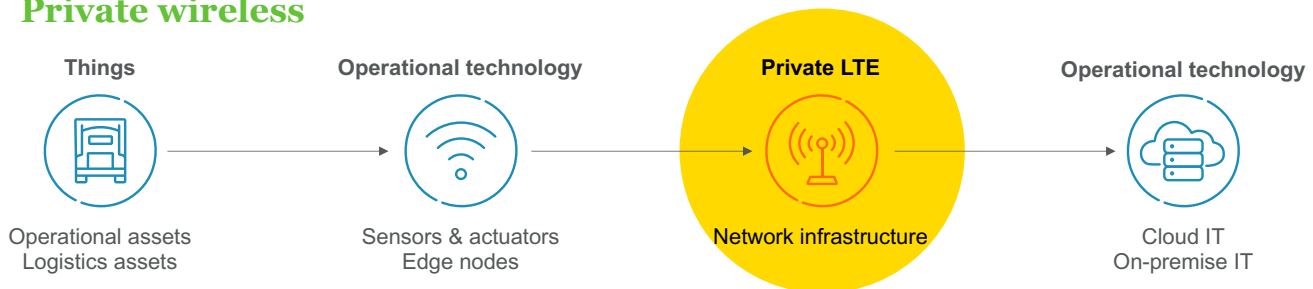 Private wireless
Things
Operational technology
Private LTE
Operational technology
Operational assets
Logistics assets
Sensors & actuators
Edge nodes
Network infrastructure
Cloud IT
On-premise IT